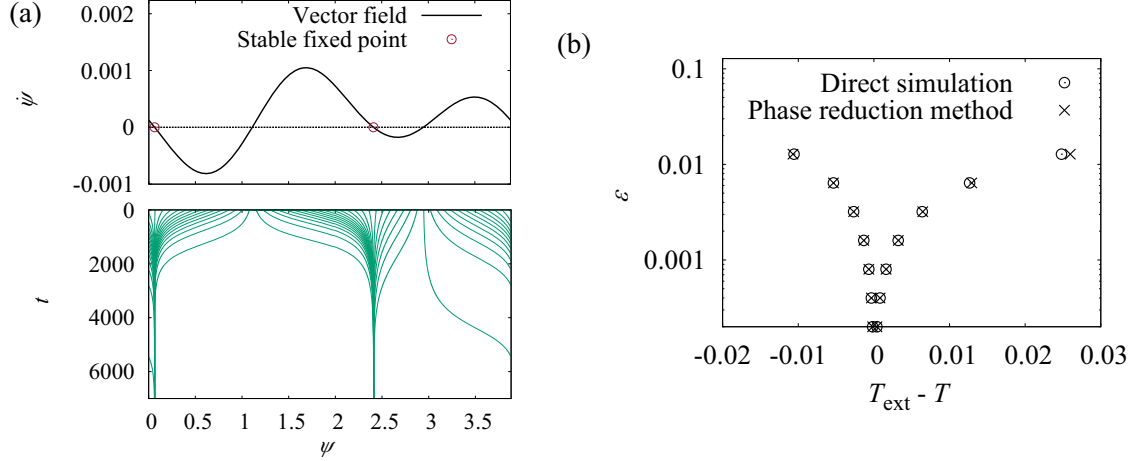 (a)
0.002
0.001
0
-0.001
ψ̇
Vector field
Stable fixed point
0
2000
4000
6000
t
0 0.5 1 1.5 2 2.5 3 3.5
ψ
(b)
0.1
0.01
0.001
ε
Direct simulation
Phase reduction method
-0.02 -0.01 0 0.01 0.02 0.03
T_ext - T